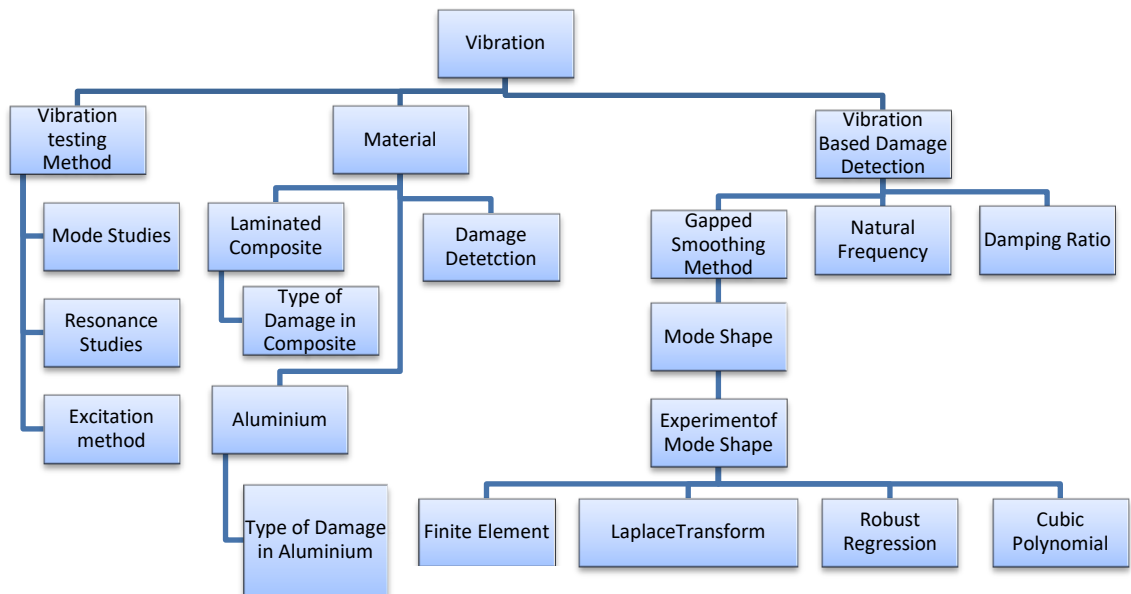 Vibration
Vibration
testing
Method
Material
Vibration
Based Damage
Detection
Mode Studies
Resonance
Studies
Excitation
method
Laminated
Composite
Type of
Damage in
Composite
Damage
Detetction
Aluminium
Type of Damage
in Aluminium
Gapped
Smoothing
Method
Natural
Frequency
Damping Ratio
Mode Shape
Experimentof
Mode Shape
Finite Element
LaplaceTransform
Robust
Regression
Cubic
Polynomial